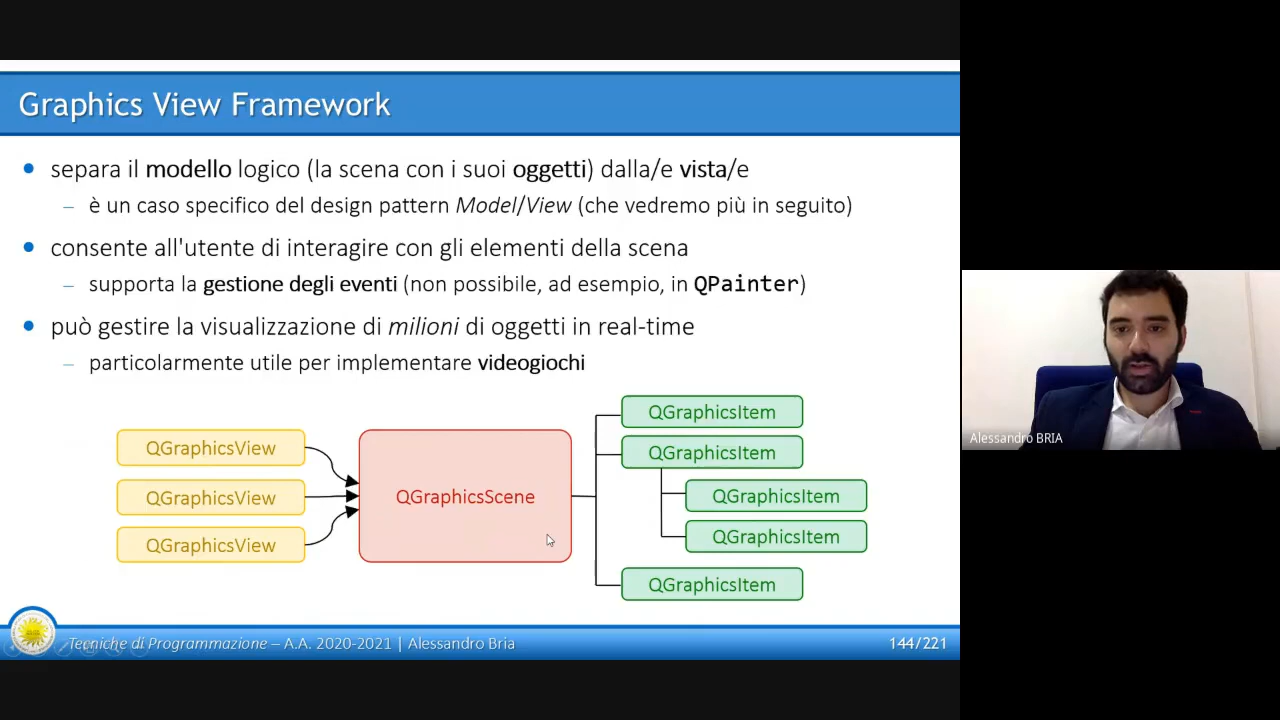 Graphics View Framework
separa il modello logico (la scena con i suoi oggetti) dalla/e vista/e
– è un caso specifico del design pattern Model/View (che vedremo più in seguito)
consente all'utente di interagire con gli elementi della scena
– supporta la gestione degli eventi (non possibile, ad esempio, in QPainter)
può gestire la visualizzazione di milioni di oggetti in real-time
– particolarmente utile per implementare videogiochi
QGraphicsView
QGraphicsView
QGraphicsView
QGraphicsScene
QGraphicsItem
QGraphicsItem
QGraphicsItem
QGraphicsItem
QGraphicsItem
Tecniche di Programmazione – A.A. 2020-2021 | Alessandro Bria
144/221
Alessandro BRIA